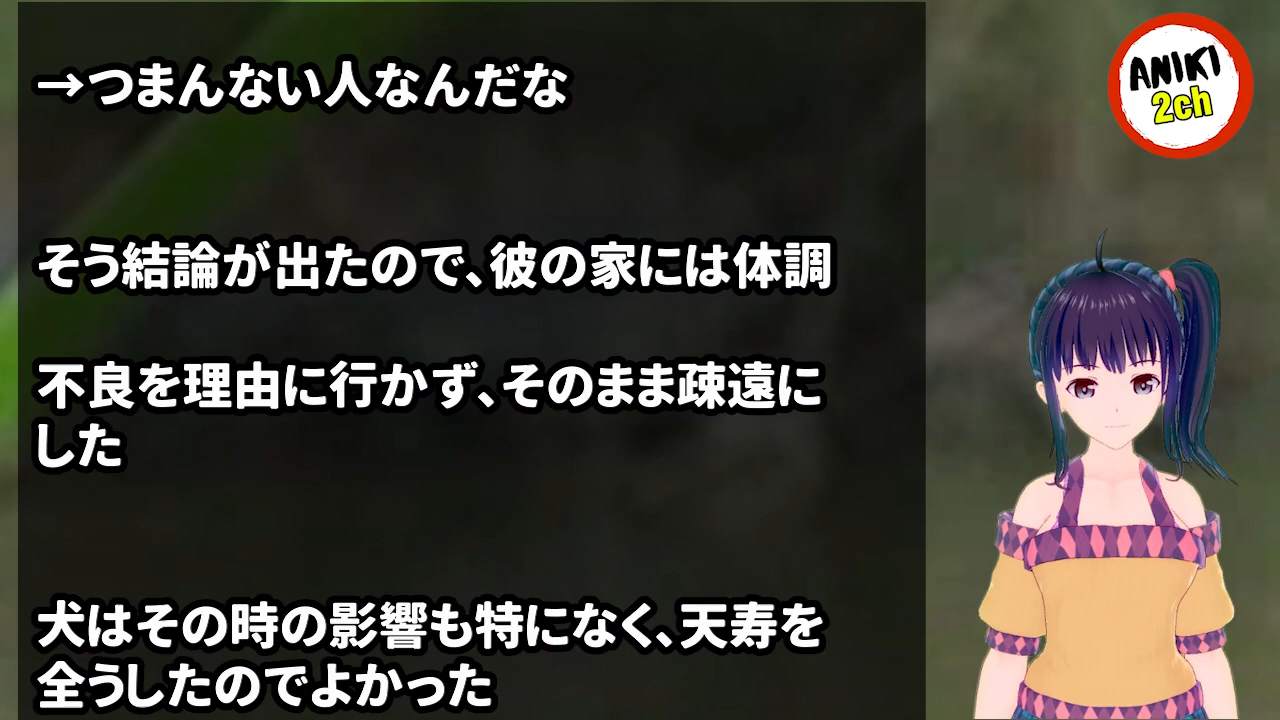 →つまんない人なんだな
そう結論が出たので、彼の家には体調
不良を理由に行かず、そのまま疎遠に
した
犬はその時の影響も特になく、天寿を
全うしたのでよかった
ANIKI
2ch